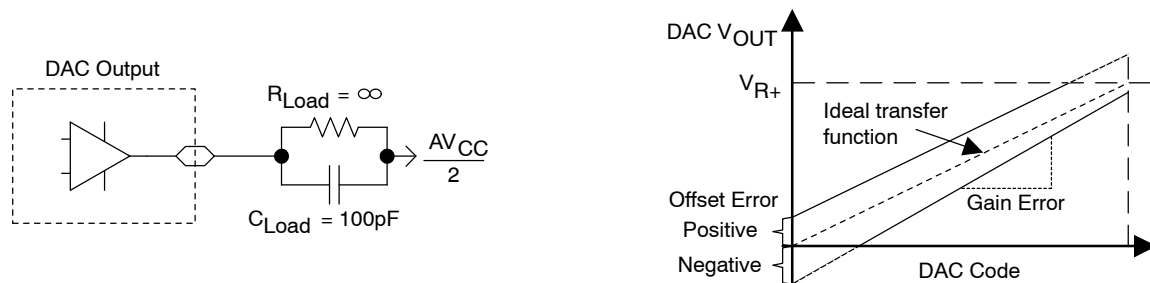 DAC Output
R_Load = ∞
AV_CC
2
C_Load = 100pF
DAC V_OUT
V_R+
Ideal transfer
function
Offset Error
Positive
Negative
Gain Error
DAC Code